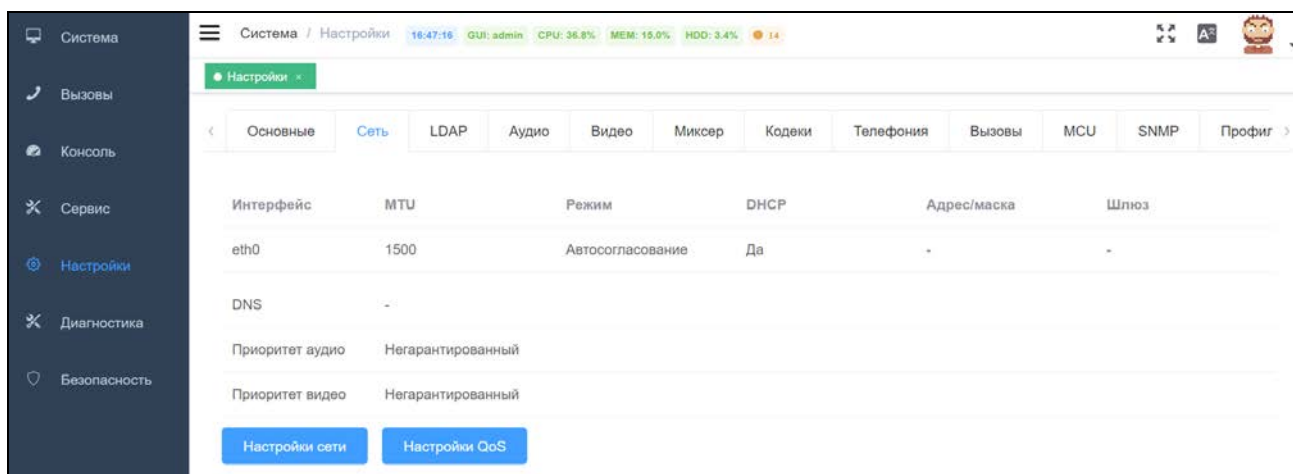 Система
Вызовы
Консоль
Сервис
Настройки
Диагностика
Безопасность
Система / Настройки 16:47:16 GUI: admin CPU: 36.8% MEM: 15.0% HDD: 3.4% 14
Настройки ×
Основные Сеть LDAP Аудио Видео Миксер Кодеки Телефония Вызовы MCU SNMP Профиг
Интерфейс MTU Режим DHCP Адрес/маска Шлюз
eth0 1500 Автосогласование Да - -
DNS -
Приоритет аудио Негарантированный
Приоритет видео Негарантированный
Настройки сети Настройки QoS